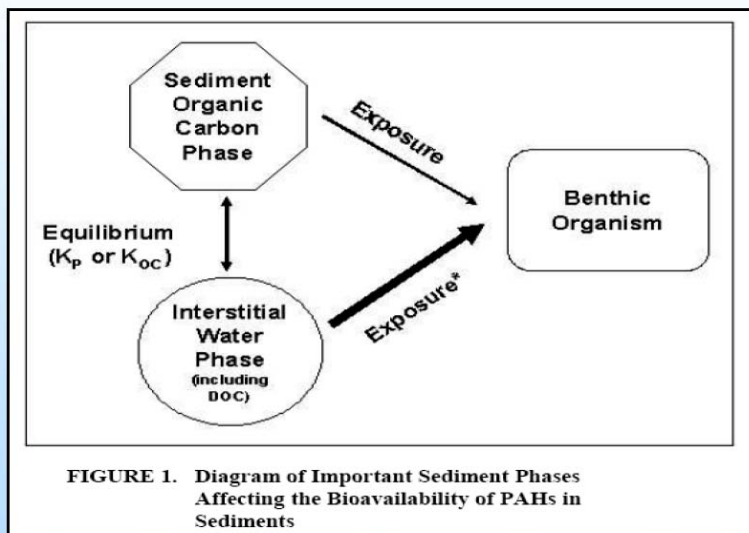 Sediment
Organic
Carbon
Phase
Exposure
Benthic
Organism
Equilibrium
(KP or KOC)
Interstitial
Water
Phase
(including
DOC)
Exposure*
FIGURE 1. Diagram of Important Sediment Phases
Affecting the Bioavailability of PAHs in
Sediments